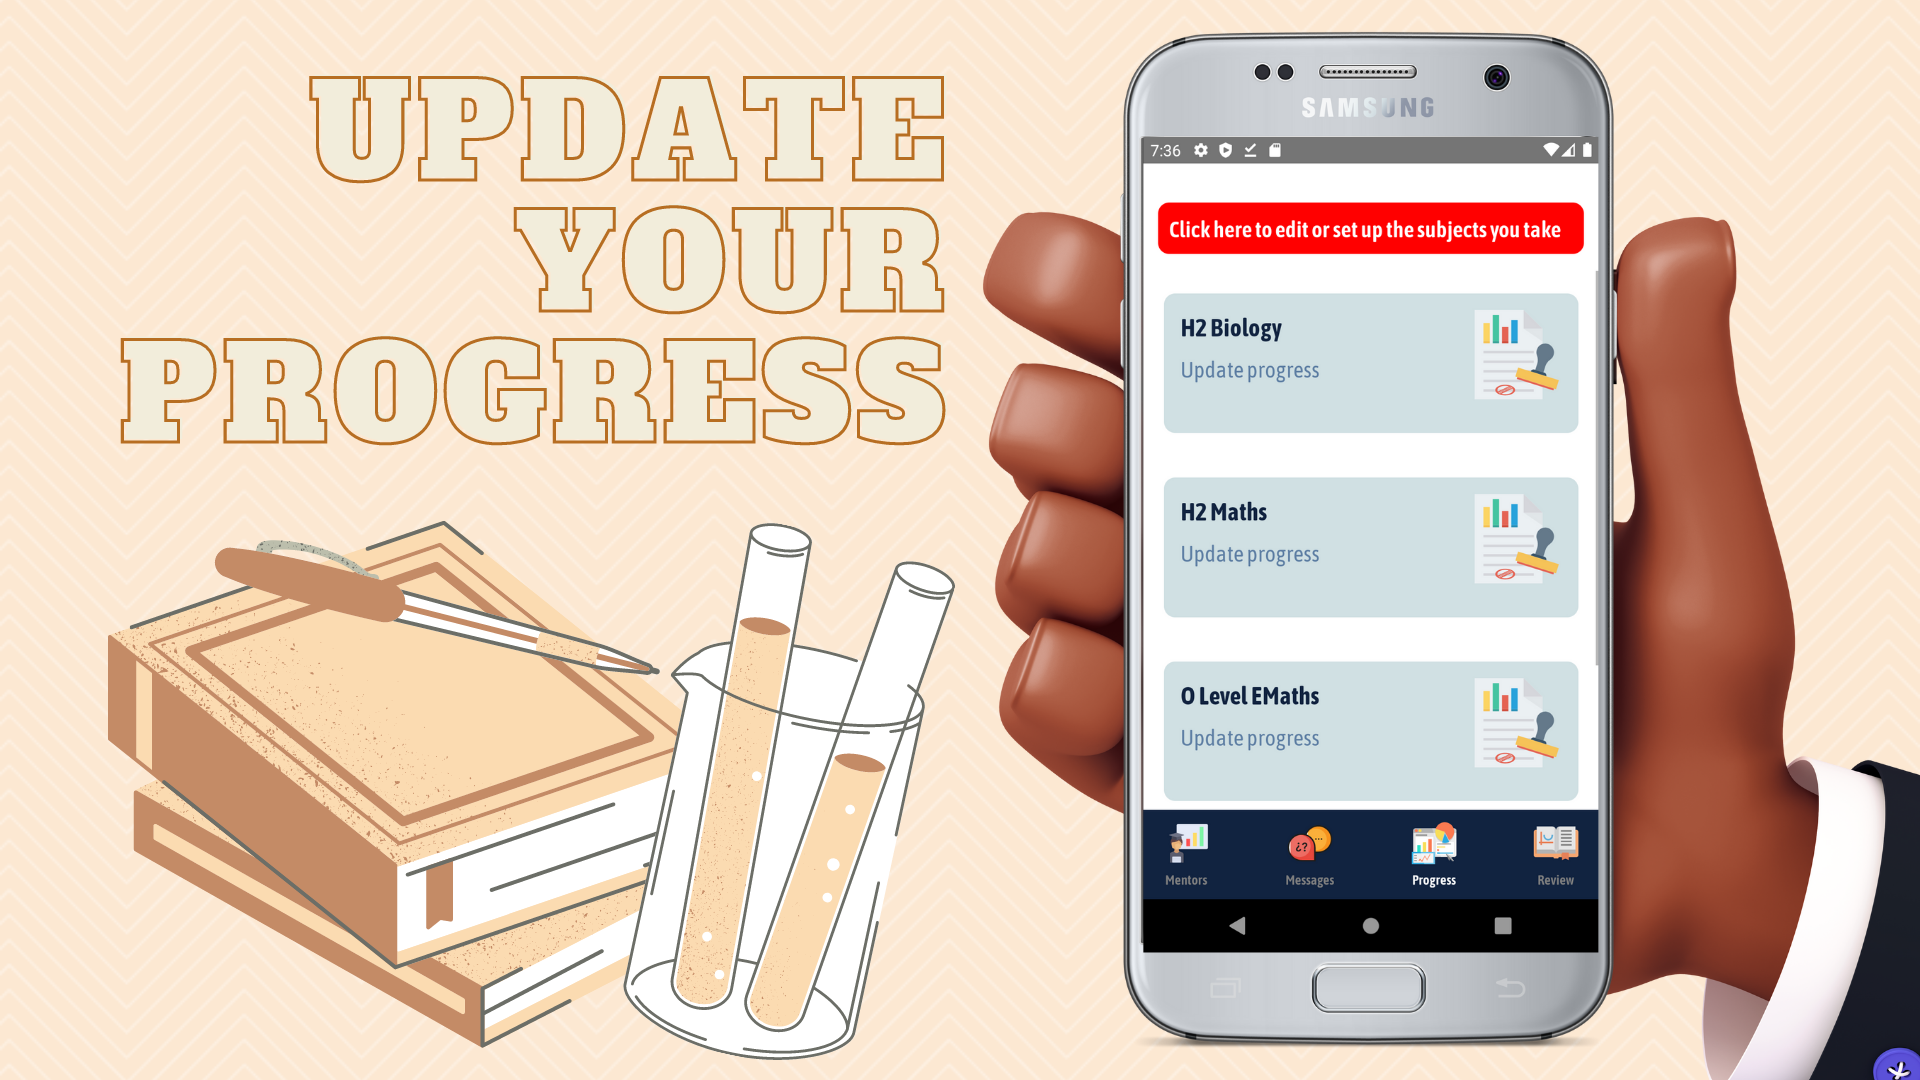 UPDATE
YOUR
PROGRESS
SAMSUNG
7:36
Click here to edit or set up the subjects you take
H2 Biology
Update progress
H2 Maths
Update progress
O Level EMaths
Update progress
¿?
Mentors
Messages
Progress
Review